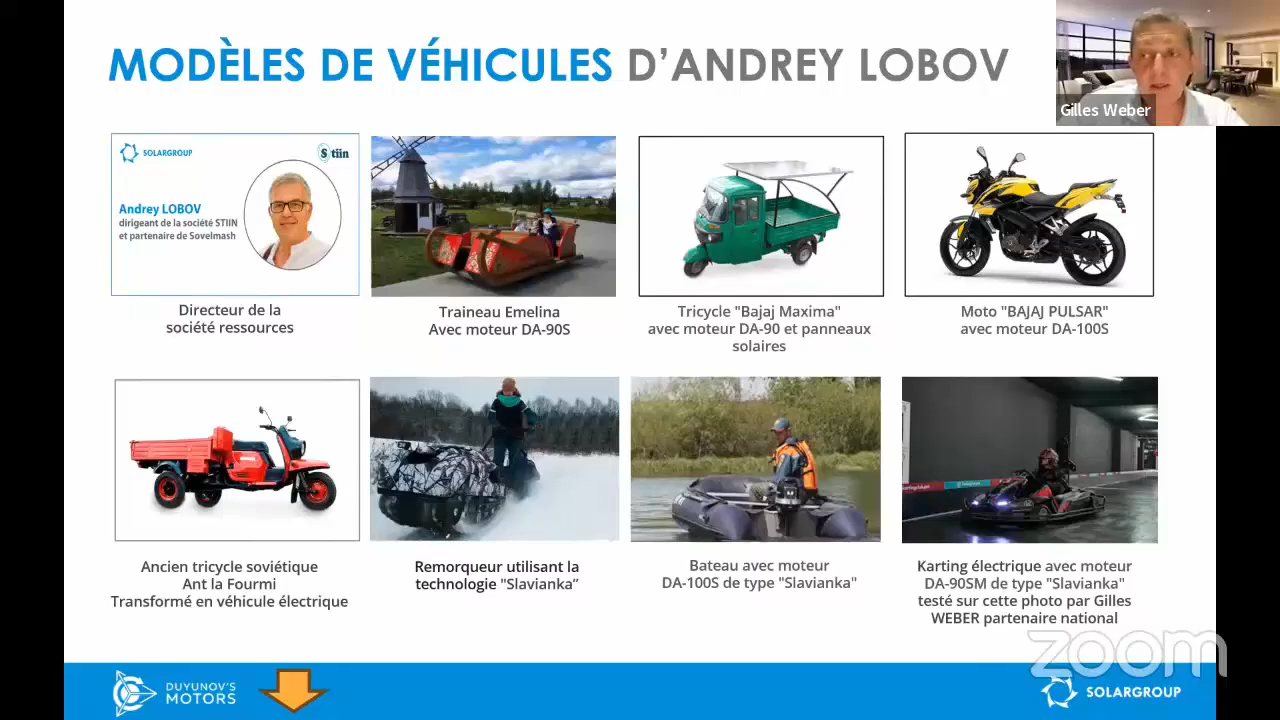 MODÈLES DE VÉHICULES D’ANDREY LOBOV
Gilles Weber
SOLARGROUP
Stiin
Andrey LOBOV
dirigeant de la société STIIN
et partenaire de Sovelmash
Directeur de la
société ressources
Traineau Emelina
Avec moteur DA-90S
Tricycle "Bajaj Maxima"
avec moteur DA-90 et panneaux
solaires
Moto "BAJAJ PULSAR"
avec moteur DA-100S
Ancien tricycle soviétique
Ant la Fourmi
Transformé en véhicule électrique
Remorqueur utilisant la
technologie "Slavianka“
Bateau avec moteur
DA-100S de type "Slavianka"
Karting électrique avec moteur
DA-90SM de type "Slavianka"
testé sur cette photo par Gilles
WEBER partenaire national
zoom
DUYUNOV'S
MOTORS
SOLARGROUP